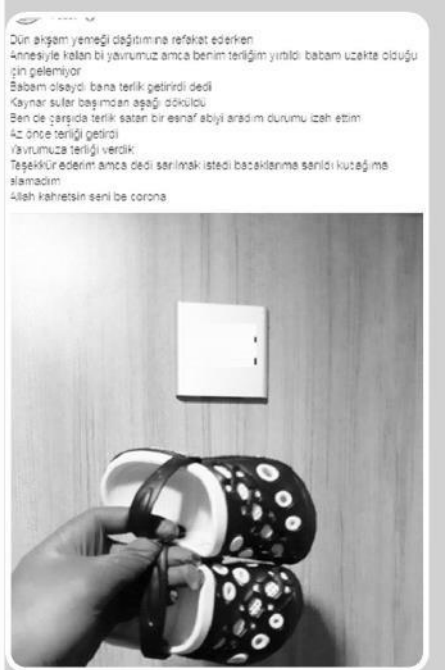 Dün akşam yemeği dağıtımına refakat ederken
Annesiyle kalan bi yavrumuz amca benim terliğim yırtıldı babam uzakta olduğu
için gelemiyor
Babam olsaydı bana terlik getirirdi dedi
Kaynar sular başımdan aşağı döküldü
Ben de çarşıda terlik satan bir esnaf abiyi aradım durumu izah ettim
Az önce terliği getirdi
Yavrumuza terliği verdik
Teşekkür ederim amca dedi sarılmak istedi bacaklarıma sarıldı kucağıma
alamadım
Allah kahretsin seni be corona